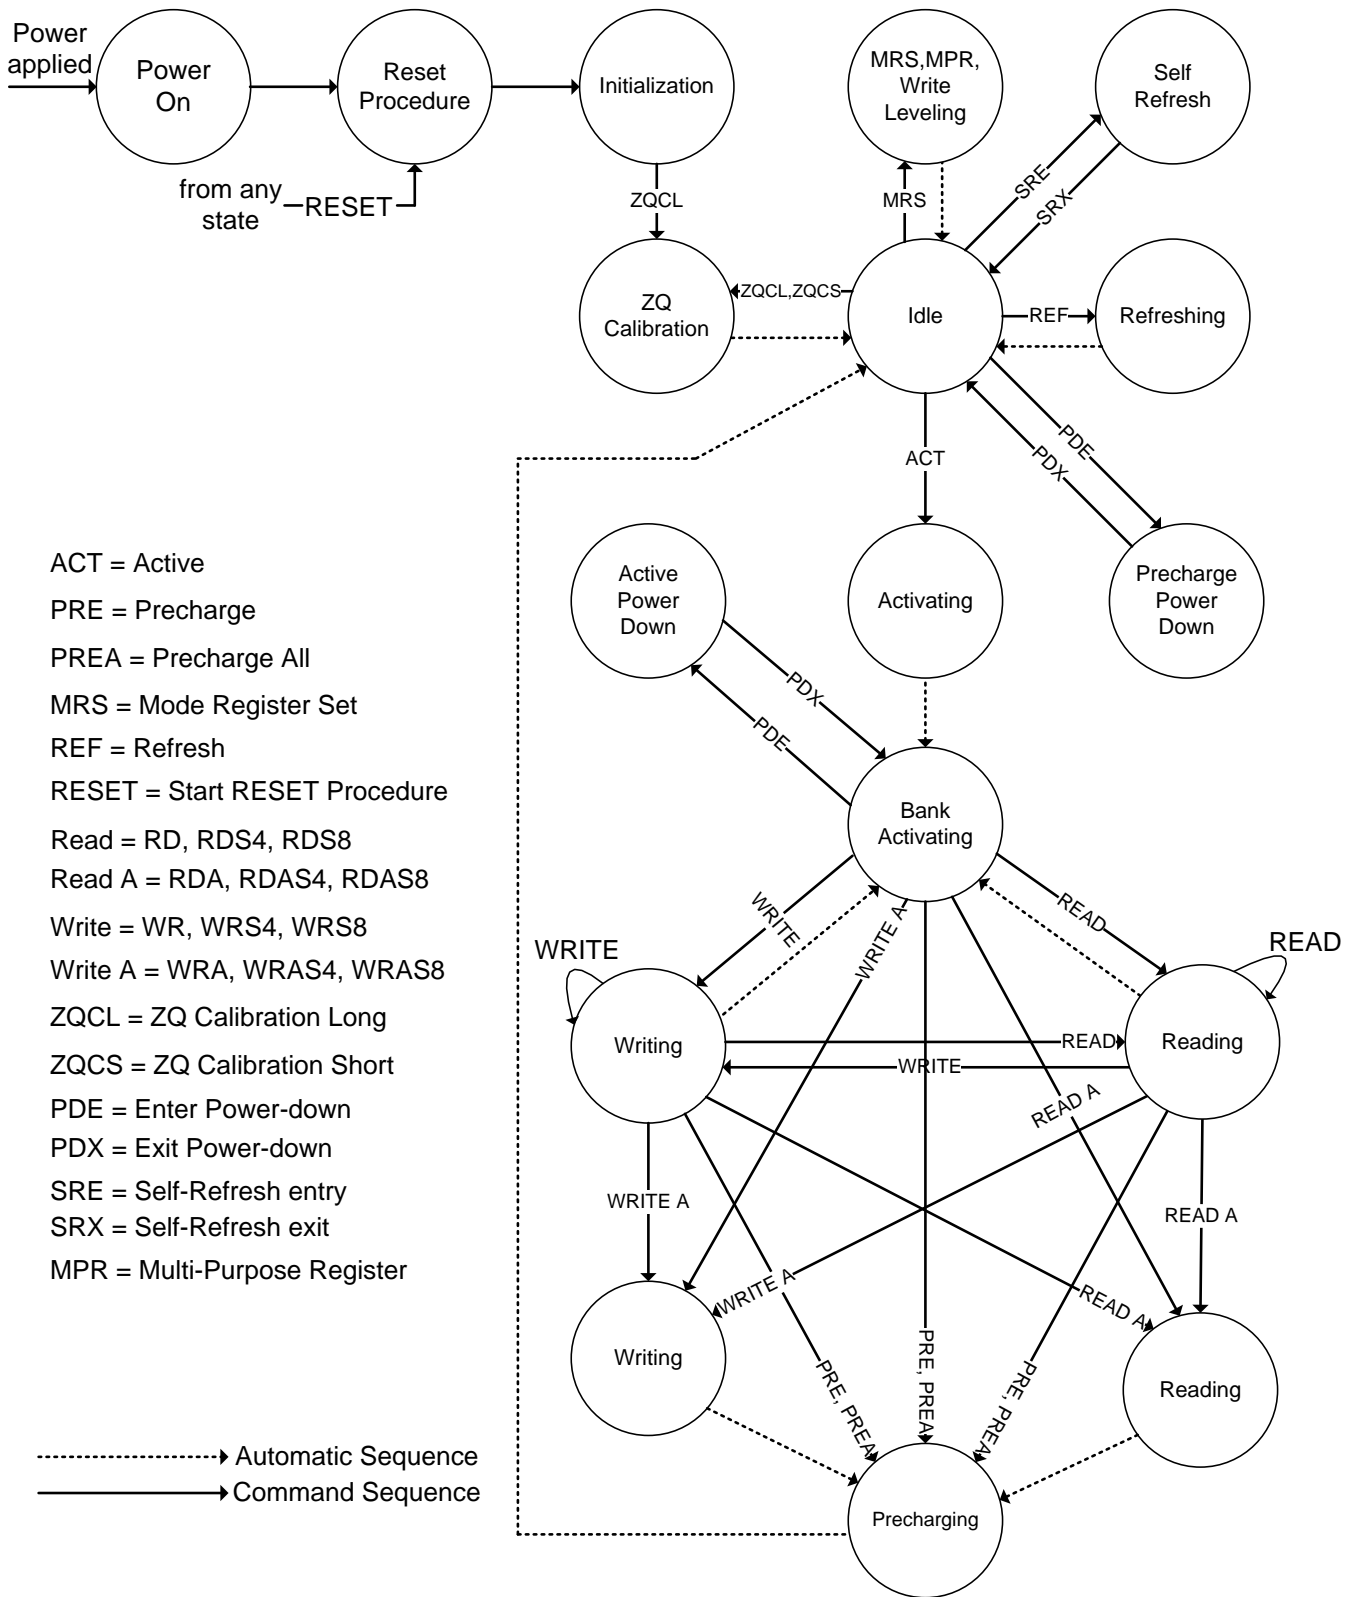 Power
applied
Power
On
Reset
Procedure
Initialization
MRS,MPR,
Write
Leveling
Self
Refresh
from any
state
RESET
ZQCL
MRS
SRE
SRX
ZQ
Calibration
ZQCL,ZQCS
Idle
REF
Refreshing
ACT
PDE
PDX
Active
Power
Down
Activating
Precharge
Power
Down
PDX
PDE
Bank
Activating
ACT = Active
PRE = Precharge
PREA = Precharge All
MRS = Mode Register Set
REF = Refresh
RESET = Start RESET Procedure
Read = RD, RDS4, RDS8
Read A = RDA, RDAS4, RDAS8
Write = WR, WRS4, WRS8
Write A = WRA, WRAS4, WRAS8
ZQCL = ZQ Calibration Long
ZQCS = ZQ Calibration Short
PDE = Enter Power-down
PDX = Exit Power-down
SRE = Self-Refresh entry
SRX = Self-Refresh exit
MPR = Multi-Purpose Register
WRITE
WRITE A
READ
WRITE
READ
Writing
READ
WRITE
Reading
READ A
WRITE A
READ A
WRITE A
READ A
Writing
PRE, PREA
PRE, PREA
PRE, PREA
Reading
Precharging
Automatic Sequence
Command Sequence